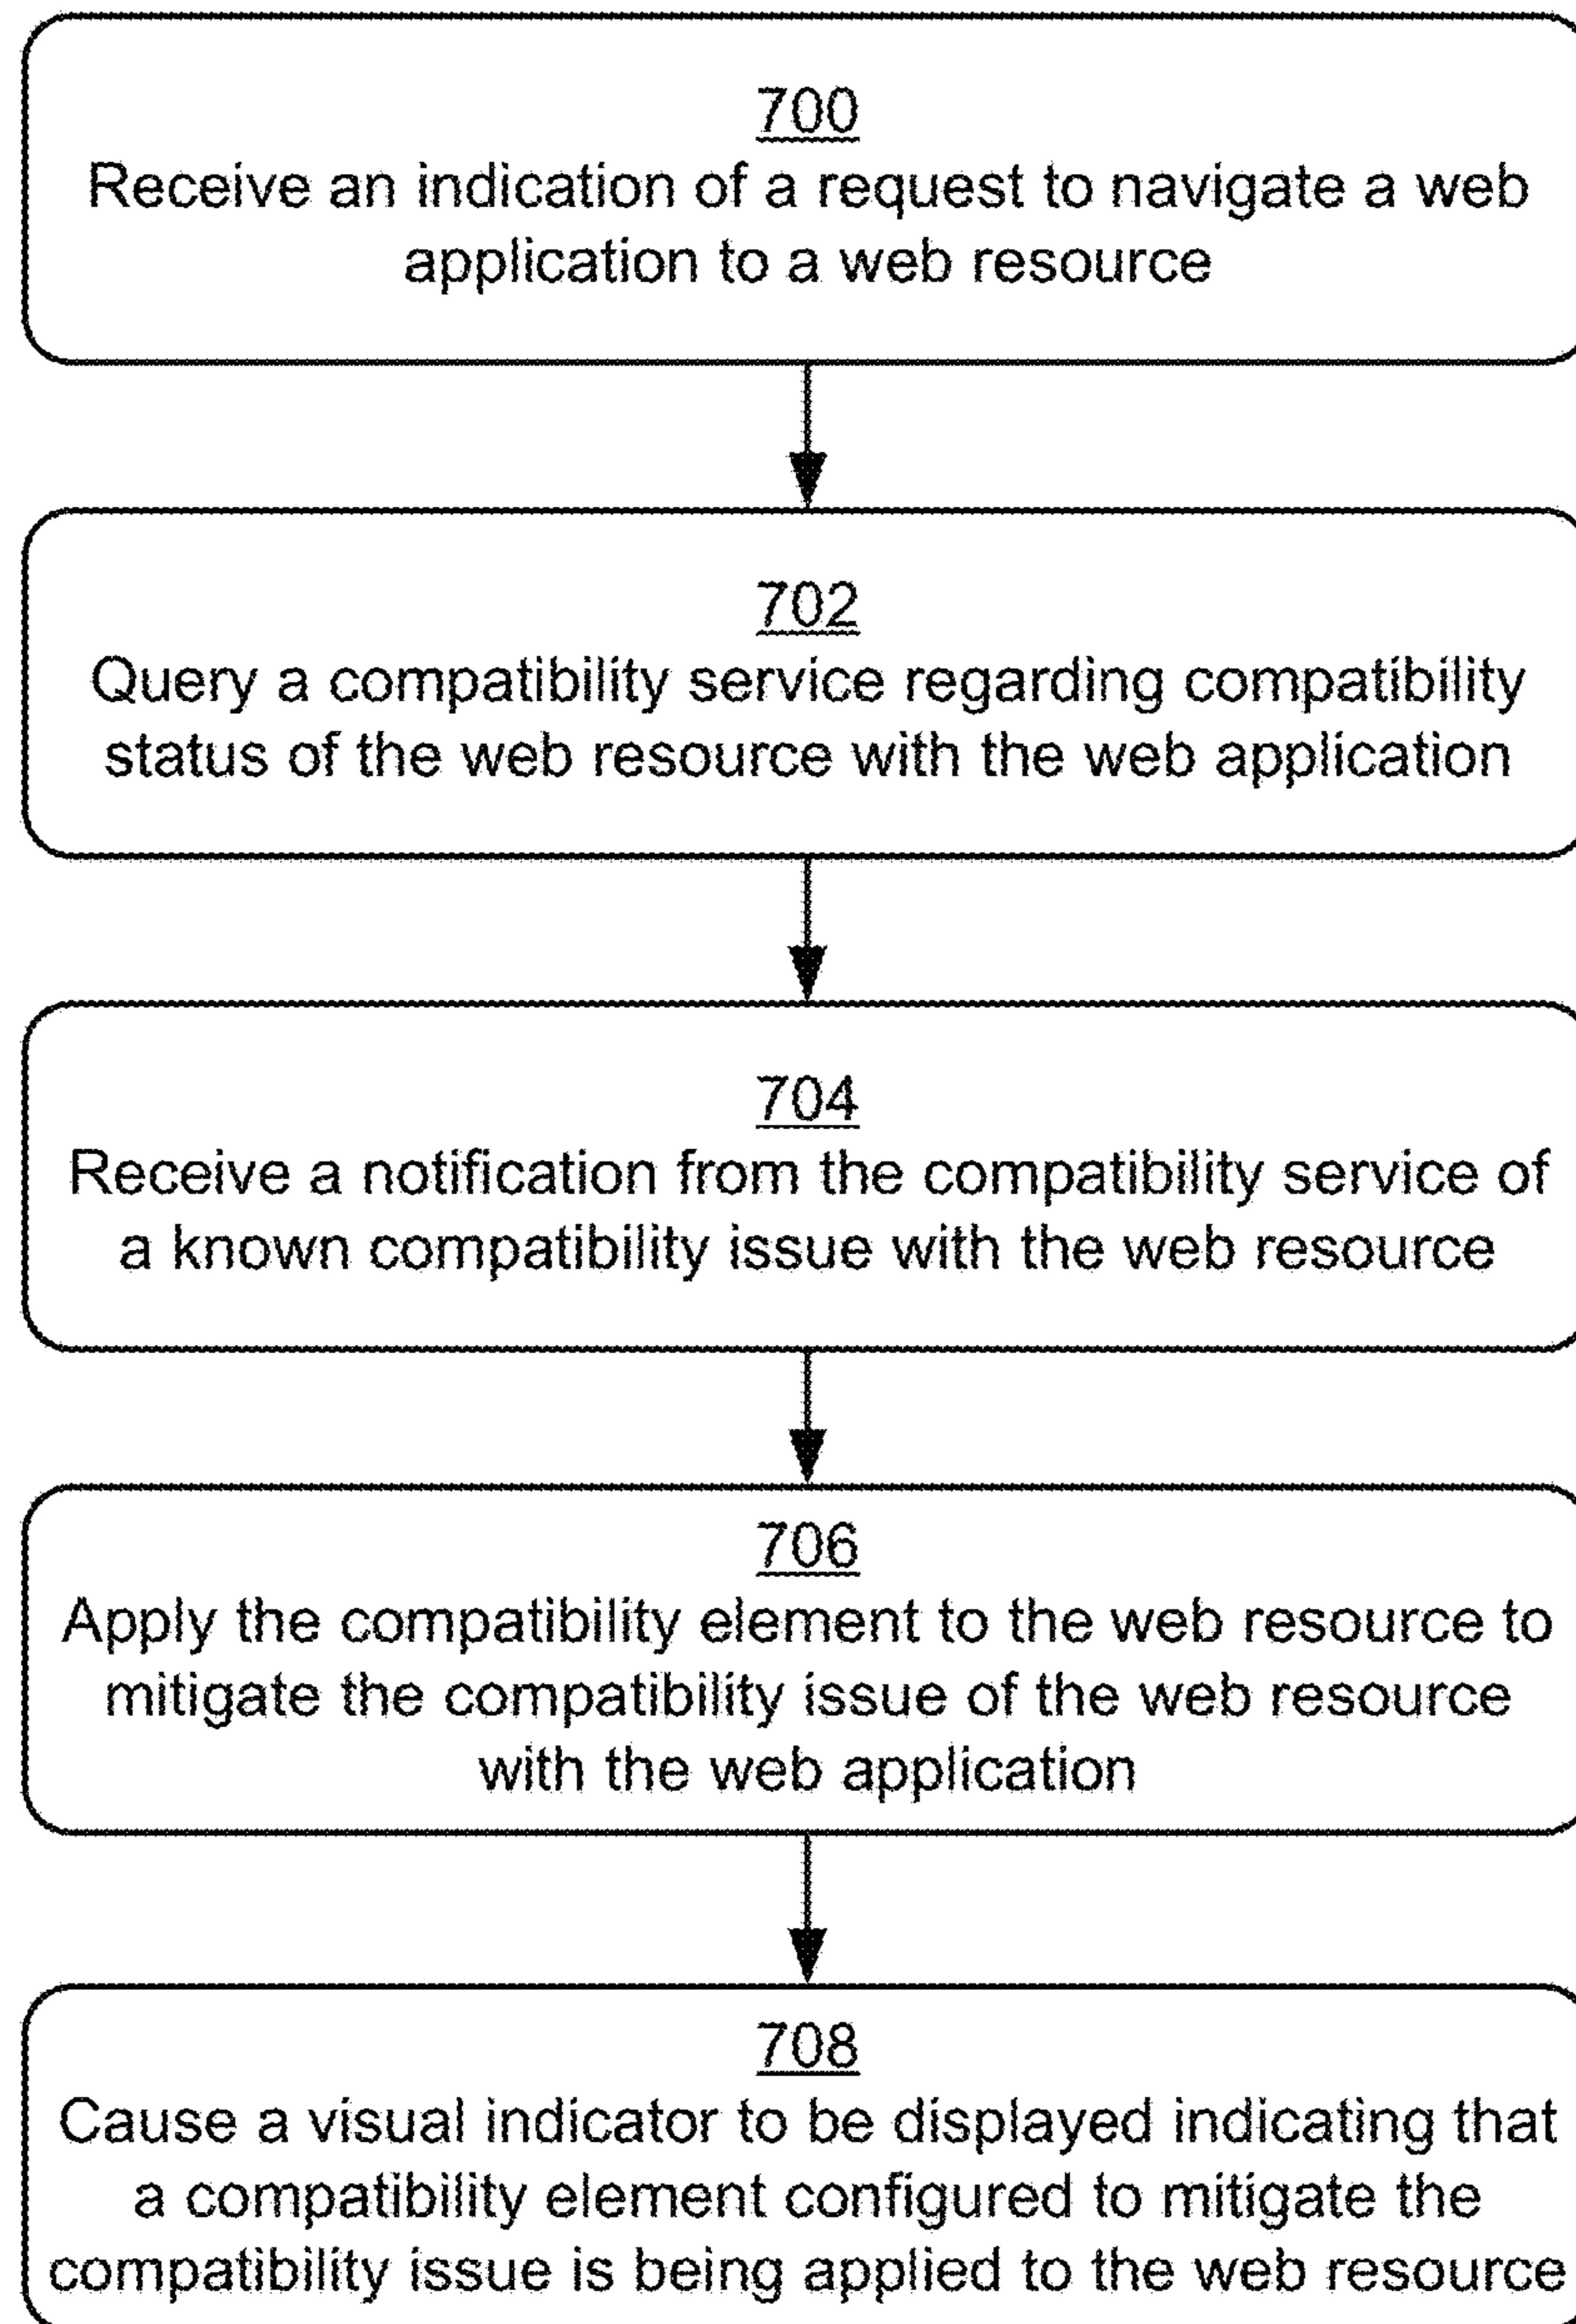 700
Receive an indication of a request to navigate a web
application to a web resource
702
Query a compatibility service regarding compatibility
status of the web resource with the web application
704
Receive a notification from the compatibility service of
a known compatibility issue with the web resource
706
Apply the compatibility element to the web resource to
mitigate the compatibility issue of the web resource
with the web application
708
Cause a visual indicator to be displayed indicating that
a compatibility element configured to mitigate the
compatibility issue is being applied to the web resource